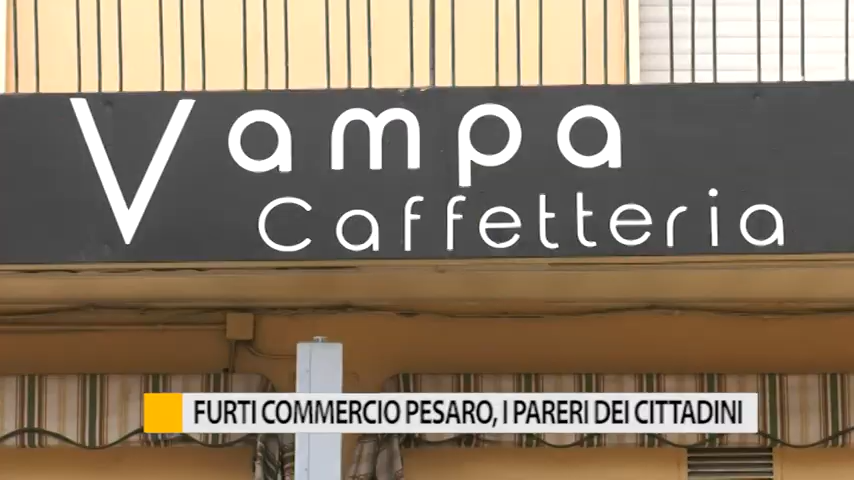 Vampa
Caffetteria
FURTI COMMERCIO PESARO, I PARERI DEI CITTADINI